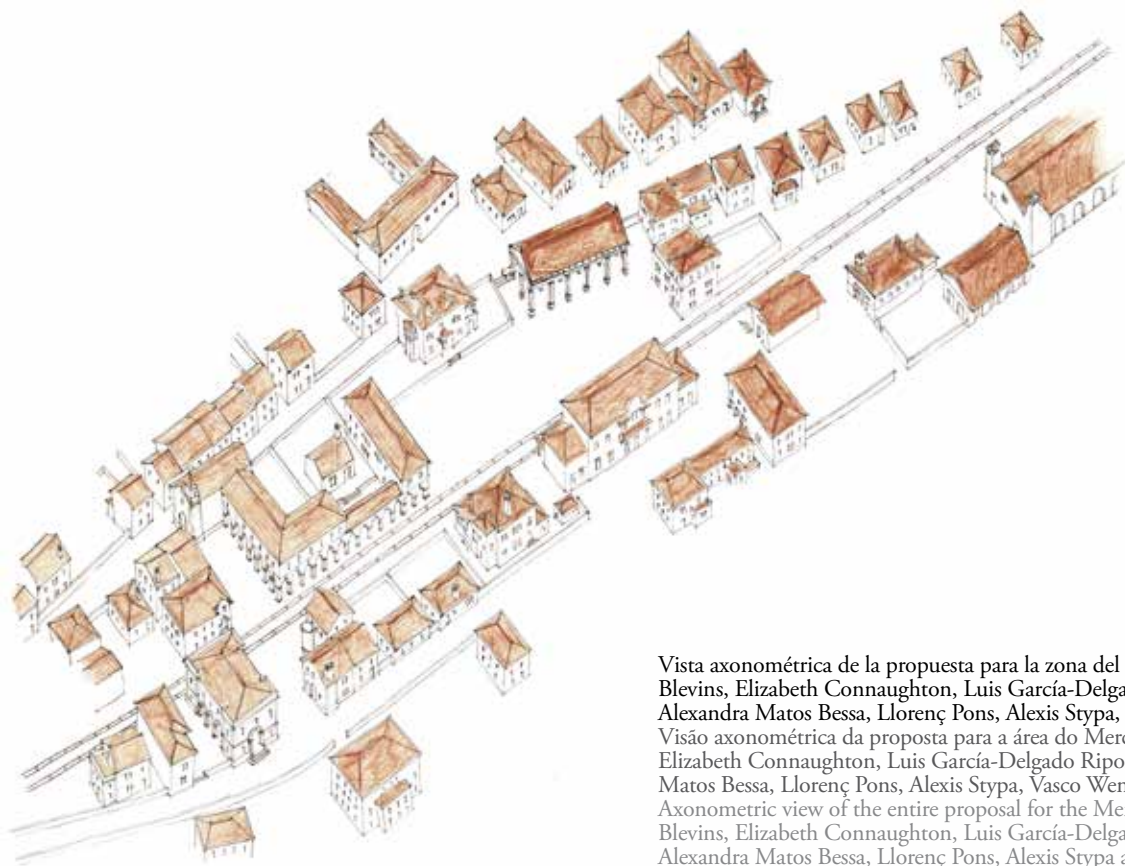 Vista axonométrica de la propuesta para la zona del
Blevins, Elizabeth Connaughton, Luis García-Delga
Alexandra Matos Bessa, Llorenç Pons, Alexis Stypa,
Visão axonométrica da proposta para a área do Merc
Elizabeth Connaughton, Luis García-Delgado Ripo
Matos Bessa, Llorenç Pons, Alexis Stypa, Vasco Wen
Axonometric view of the entire proposal for the Me
Blevins, Elizabeth Connaughton, Luis García-Delga
Alexandra Matos Bessa, Llorenç Pons, Alexis Stypa a